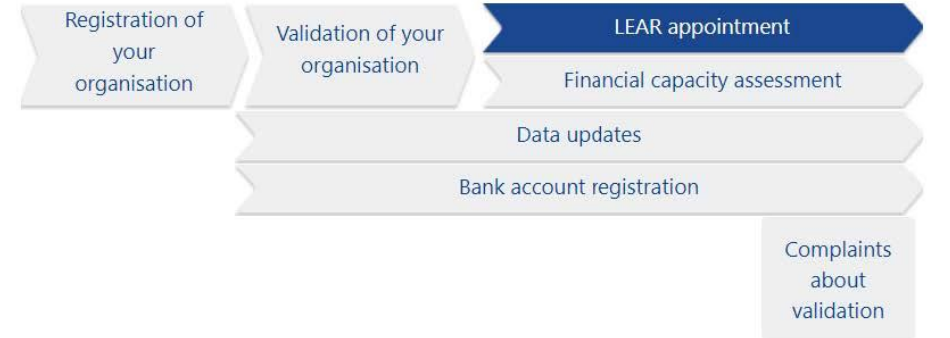 Registration of
your
organisation
Validation of your
organisation
LEAR appointment
Financial capacity assessment
Data updates
Bank account registration
Complaints
about
validation